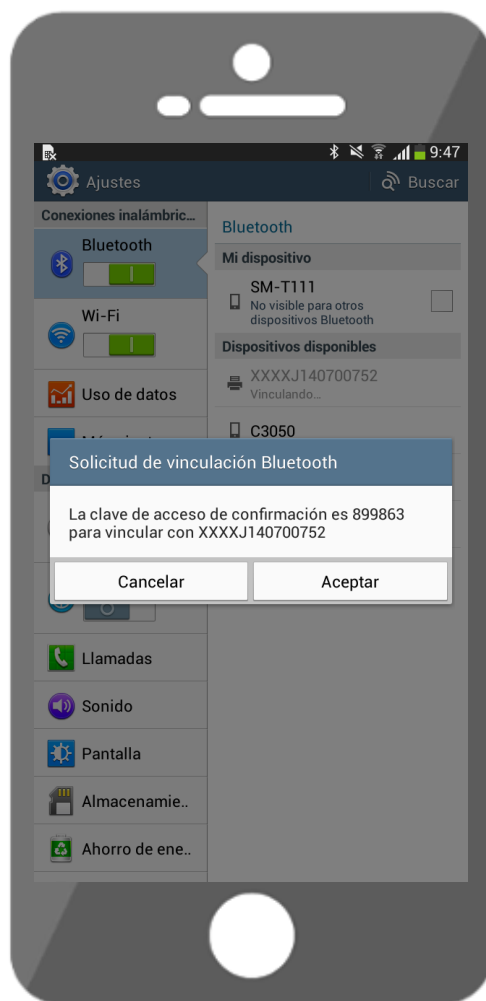 9:47
Ajustes
Buscar
Conexiones inalámbric...
Bluetooth
Wi-Fi
Uso de datos
Bluetooth
Mi dispositivo
SM-T111
No visible para otros
dispositivos Bluetooth
Dispositivos disponibles
XXXXJ140700752
Vinculando...
C3050
D
Solicitud de vinculación Bluetooth
La clave de acceso de confirmación es 899863
para vincular con XXXXJ140700752
Cancelar
Aceptar
Llamadas
Sonido
Pantalla
Almacenamie..
Ahorro de ene..